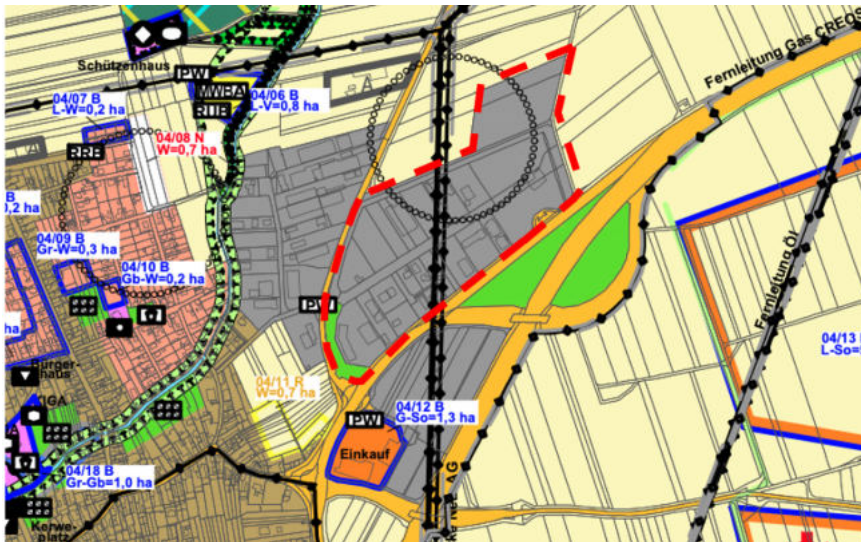 Schützenhaus
PW
MWBA
RÜB
04/07 B
L-W=0,2 ha
04/06 B
L-V=0,8 ha
04/08 N
W=0,7 ha
RRB
A
A
Fernleitung Gas CREOS
B
0,2 ha
04/09 B
Gr-W=0,3 ha
04/10 B
Gb-W=0,2 ha
ha
PW
Fernleitung Öl
04/13
L-So=
Bürger-
haus
KIGA
04/11 R
W=0,7 ha
PW
04/12 B
G-So=1,3 ha
Einkauf
04/18 B
Gr-Gb=1,0 ha
Kerwe-
platz
AG